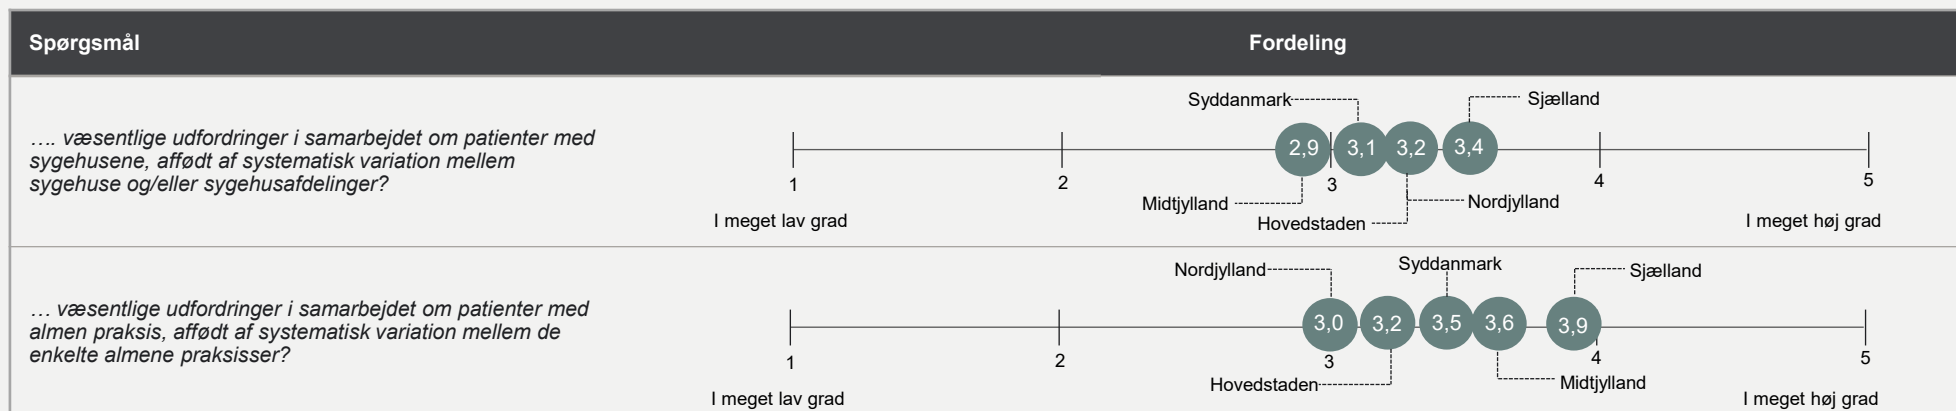 Spørgsmål
Fordeling
…. væsentlige udfordringer i samarbejdet om patienter med
sygehusene, affødt af systematisk variation mellem
sygehuse og/eller sygehusafdelinger?
Syddanmark
Sjælland
2,9
3,1
3,2
3,4
1
2
3
4
5
Midtjylland
Nordjylland
Hovedstaden
I meget lav grad
I meget høj grad
… væsentlige udfordringer i samarbejdet om patienter med
almen praksis, affødt af systematisk variation mellem de
enkelte almene praksisser?
Nordjylland
Syddanmark
Sjælland
3,0
3,2
3,5
3,6
3,9
1
2
3
4
5
Hovedstaden
Midtjylland
I meget lav grad
I meget høj grad